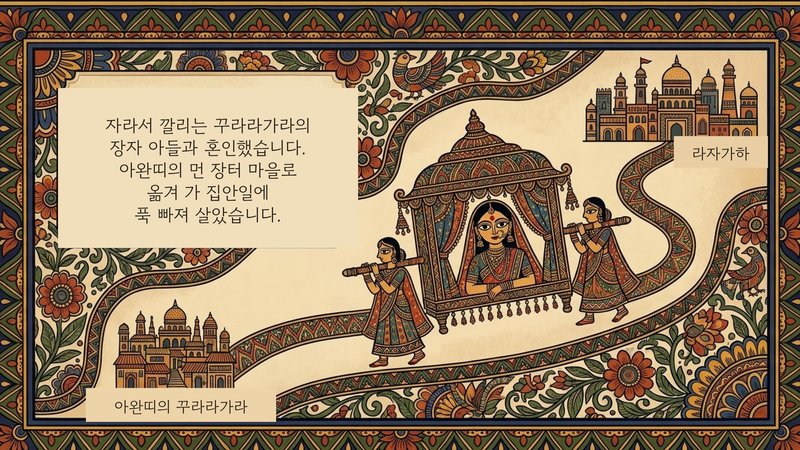 자라서 깔리는 꾸라라가라의
장자 아들과 혼인했습니다.
아완띠의 먼 장터 마을로
옮겨 가 집안일에
푹 빠져 살았습니다.
라자가하
아완띠의 꾸라라가라